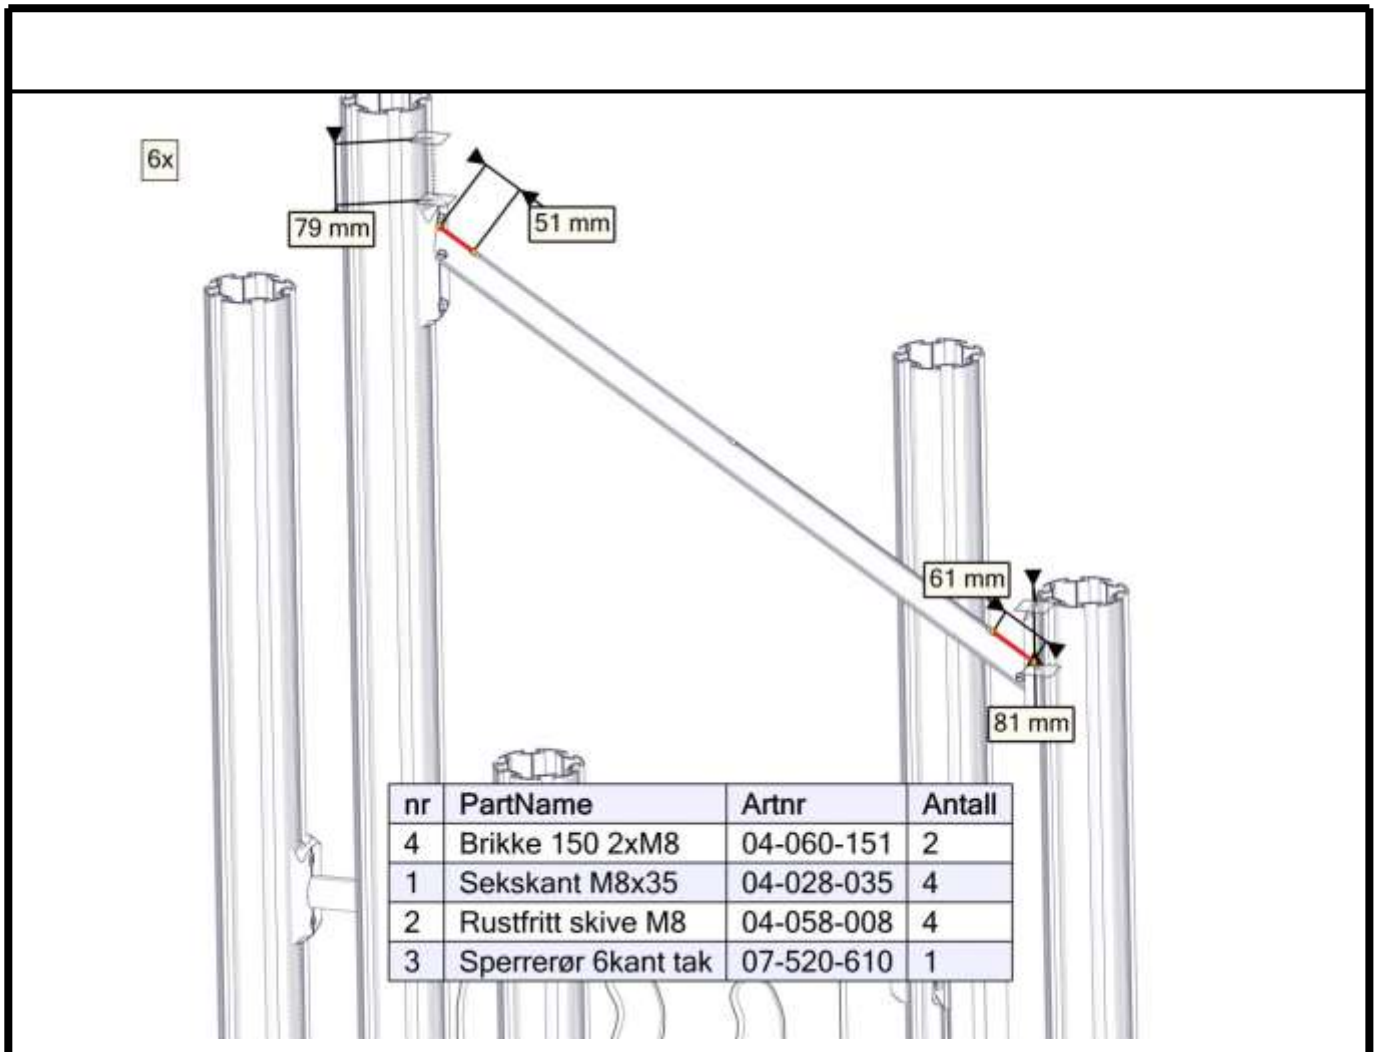 6x
79 mm
51 mm
61 mm
81 mm
nr PartName Artnr Antall
4 Brikke 150 2xM8 04-060-151 2
1 Sekskant M8x35 04-028-035 4
2 Rustfritt skive M8 04-058-008 4
3 Sperrerør 6kant tak 07-520-610 1